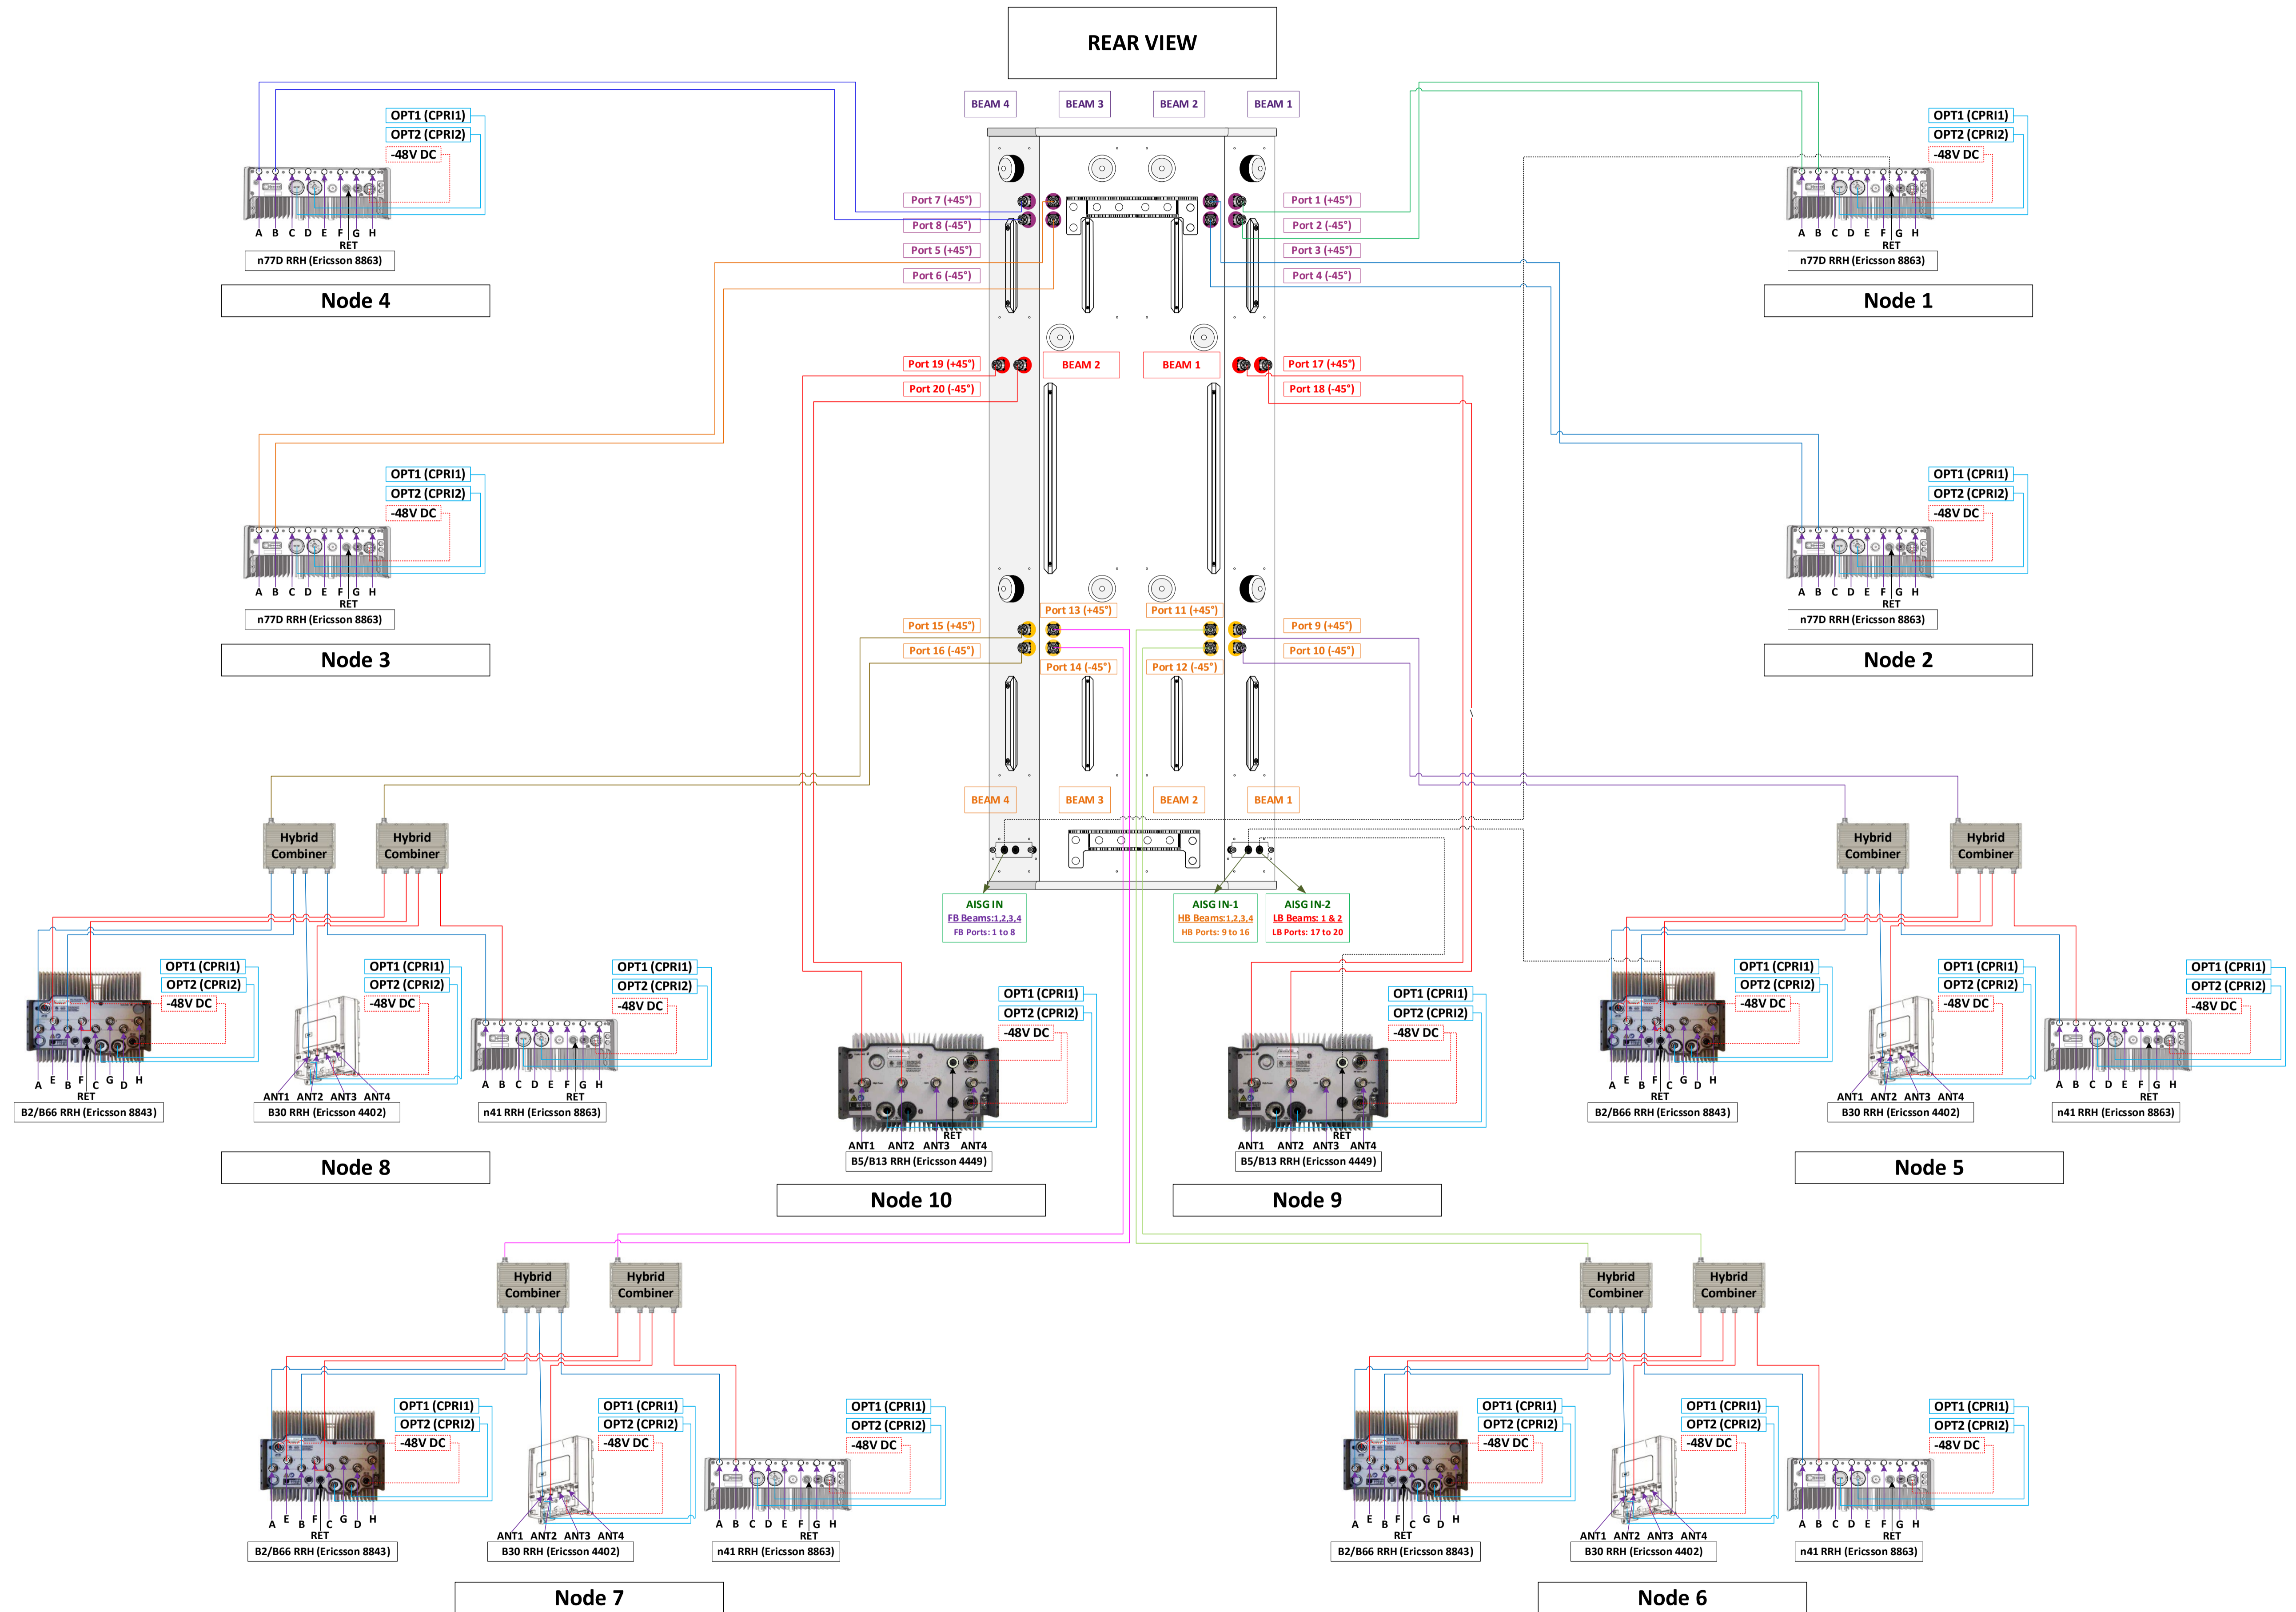 REAR VIEW
BEAM 4
BEAM 3
BEAM 2
BEAM 1
OPT1 (CPRI1)
OPT2 (CPRI2)
-48V DC
A B C D E F G H
RET
n77D RRH (Ericsson 8863)
Node 4
Port 7 (+45°)
Port 8 (-45°)
Port 5 (+45°)
Port 6 (-45°)
Port 1 (+45°)
Port 2 (-45°)
Port 3 (+45°)
Port 4 (-45°)
OPT1 (CPRI1)
OPT2 (CPRI2)
-48V DC
A B C D E F G H
RET
n77D RRH (Ericsson 8863)
Node 1
Port 19 (+45°)
Port 20 (-45°)
BEAM 2
BEAM 1
Port 17 (+45°)
Port 18 (-45°)
OPT1 (CPRI1)
OPT2 (CPRI2)
-48V DC
A B C D E F G H
RET
n77D RRH (Ericsson 8863)
Node 3
OPT1 (CPRI1)
OPT2 (CPRI2)
-48V DC
A B C D E F G H
RET
n77D RRH (Ericsson 8863)
Node 2
Port 15 (+45°)
Port 16 (-45°)
Port 13 (+45°)
Port 14 (-45°)
Port 11 (+45°)
Port 12 (-45°)
Port 9 (+45°)
Port 10 (-45°)
BEAM 4
BEAM 3
BEAM 2
BEAM 1
AISG IN
FB Beams:1,2,3,4
FB Ports: 1 to 8
AISG IN-1
HB Beams:1,2,3,4
HB Ports: 9 to 16
AISG IN-2
LB Beams: 1 & 2
LB Ports: 17 to 20
Hybrid
Combiner
Hybrid
Combiner
OPT1 (CPRI1)
OPT2 (CPRI2)
-48V DC
A E B F C G D H
RET
B2/B66 RRH (Ericsson 8843)
OPT1 (CPRI1)
OPT2 (CPRI2)
-48V DC
ANT1 ANT2 ANT3 ANT4
B30 RRH (Ericsson 4402)
OPT1 (CPRI1)
OPT2 (CPRI2)
-48V DC
A B C D E F G H
RET
n41 RRH (Ericsson 8863)
Node 8
OPT1 (CPRI1)
OPT2 (CPRI2)
-48V DC
RET
ANT1 ANT2 ANT3 ANT4
B5/B13 RRH (Ericsson 4449)
Node 10
OPT1 (CPRI1)
OPT2 (CPRI2)
-48V DC
RET
ANT1 ANT2 ANT3 ANT4
B5/B13 RRH (Ericsson 4449)
Node 9
Hybrid
Combiner
Hybrid
Combiner
OPT1 (CPRI1)
OPT2 (CPRI2)
-48V DC
A E B F C G D H
RET
B2/B66 RRH (Ericsson 8843)
OPT1 (CPRI1)
OPT2 (CPRI2)
-48V DC
ANT1 ANT2 ANT3 ANT4
B30 RRH (Ericsson 4402)
OPT1 (CPRI1)
OPT2 (CPRI2)
-48V DC
A B C D E F G H
RET
n41 RRH (Ericsson 8863)
Node 5
Hybrid
Combiner
Hybrid
Combiner
OPT1 (CPRI1)
OPT2 (CPRI2)
-48V DC
A E B F C G D H
RET
B2/B66 RRH (Ericsson 8843)
OPT1 (CPRI1)
OPT2 (CPRI2)
-48V DC
ANT1 ANT2 ANT3 ANT4
B30 RRH (Ericsson 4402)
OPT1 (CPRI1)
OPT2 (CPRI2)
-48V DC
A B C D E F G H
RET
n41 RRH (Ericsson 8863)
Node 7
Hybrid
Combiner
Hybrid
Combiner
OPT1 (CPRI1)
OPT2 (CPRI2)
-48V DC
A E B F C G D H
RET
B2/B66 RRH (Ericsson 8843)
OPT1 (CPRI1)
OPT2 (CPRI2)
-48V DC
ANT1 ANT2 ANT3 ANT4
B30 RRH (Ericsson 4402)
OPT1 (CPRI1)
OPT2 (CPRI2)
-48V DC
A B C D E F G H
RET
n41 RRH (Ericsson 8863)
Node 6